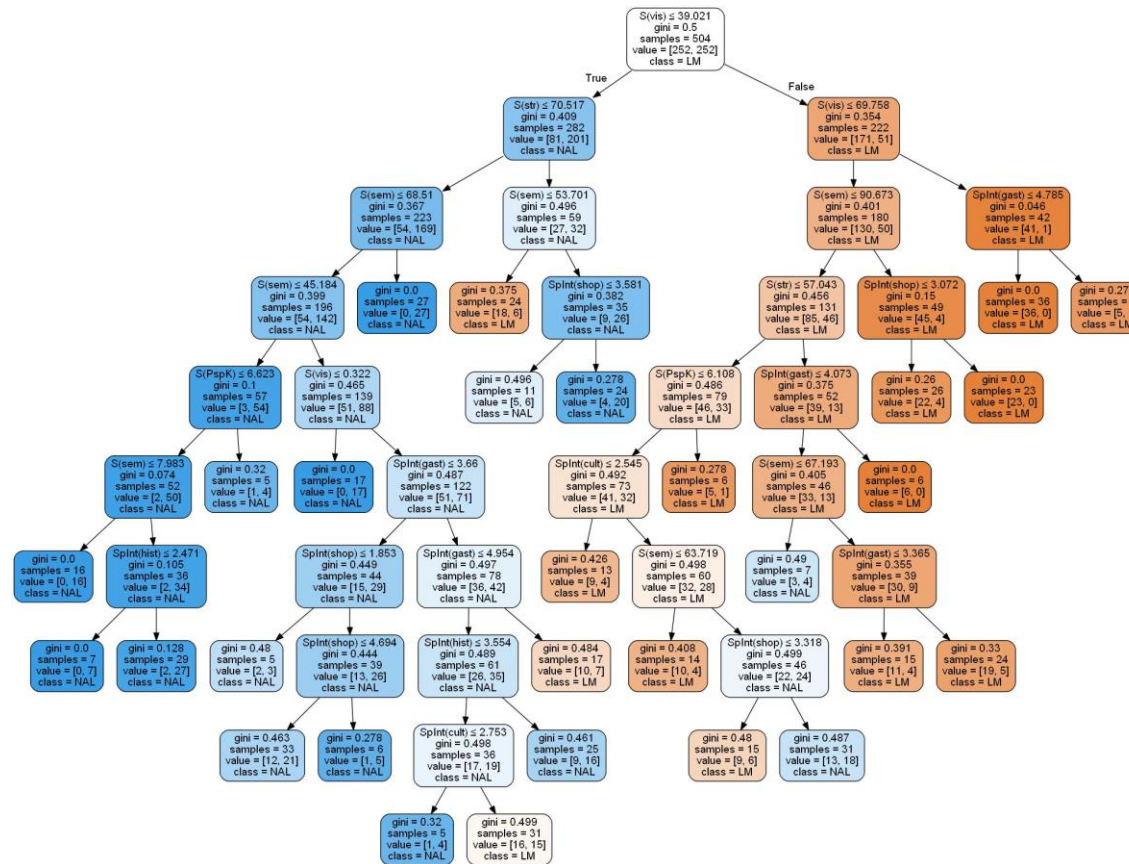 S(vis) ≤ 39.021
gini = 0.5
samples = 504
value = [252, 252]
class = LM
True
False
S(str) ≤ 70.517
gini = 0.409
samples = 282
value = [81, 201]
class = NAL
S(vis) ≤ 69.758
gini = 0.354
samples = 222
value = [171, 51]
class = LM
S(sem) ≤ 68.51
gini = 0.367
samples = 223
value = [54, 169]
class = NAL
S(sem) ≤ 53.701
gini = 0.496
samples = 59
value = [27, 32]
class = NAL
S(sem) ≤ 90.673
gini = 0.401
samples = 180
value = [130, 50]
class = LM
SpInt(gast) ≤ 4.785
gini = 0.046
samples = 42
value = [41, 1]
class = LM
S(sem) ≤ 45.184
gini = 0.399
samples = 196
value = [54, 142]
class = NAL
gini = 0.0
samples = 27
value = [0, 27]
class = NAL
gini = 0.375
samples = 24
value = [18, 6]
class = LM
SpInt(shop) ≤ 3.581
gini = 0.382
samples = 35
value = [9, 26]
class = NAL
S(str) ≤ 57.043
gini = 0.456
samples = 131
value = [85, 46]
class = LM
SpInt(shop) ≤ 3.072
gini = 0.15
samples = 49
value = [45, 4]
class = LM
gini = 0.0
samples = 36
value = [36, 0]
class = LM
gini = 0.27
samples =
value = [5,
class = LM
S(PspK) ≤ 6.623
gini = 0.1
samples = 57
value = [3, 54]
class = NAL
S(vis) ≤ 0.322
gini = 0.465
samples = 139
value = [51, 88]
class = NAL
gini = 0.496
samples = 11
value = [5, 6]
class = NAL
gini = 0.278
samples = 24
value = [4, 20]
class = NAL
S(PspK) ≤ 6.108
gini = 0.486
samples = 79
value = [46, 33]
class = LM
SpInt(gast) ≤ 4.073
gini = 0.375
samples = 52
value = [39, 13]
class = LM
gini = 0.26
samples = 26
value = [22, 4]
class = LM
gini = 0.0
samples = 23
value = [23, 0]
class = LM
S(sem) ≤ 7.983
gini = 0.074
samples = 52
value = [2, 50]
class = NAL
gini = 0.32
samples = 5
value = [1, 4]
class = NAL
gini = 0.0
samples = 17
value = [0, 17]
class = NAL
SpInt(gast) ≤ 3.66
gini = 0.487
samples = 122
value = [51, 71]
class = NAL
SpInt(cult) ≤ 2.545
gini = 0.492
samples = 73
value = [41, 32]
class = LM
gini = 0.278
samples = 6
value = [5, 1]
class = LM
S(sem) ≤ 67.193
gini = 0.405
samples = 46
value = [33, 13]
class = LM
gini = 0.0
samples = 6
value = [6, 0]
class = LM
gini = 0.0
samples = 16
value = [0, 16]
class = NAL
SpInt(hist) ≤ 2.471
gini = 0.105
samples = 36
value = [2, 34]
class = NAL
SpInt(shop) ≤ 1.853
gini = 0.449
samples = 44
value = [15, 29]
class = NAL
SpInt(gast) ≤ 4.954
gini = 0.497
samples = 78
value = [36, 42]
class = NAL
gini = 0.426
samples = 13
value = [9, 4]
class = LM
S(sem) ≤ 63.719
gini = 0.498
samples = 60
value = [32, 28]
class = LM
gini = 0.49
samples = 7
value = [3, 4]
class = NAL
SpInt(gast) ≤ 3.365
gini = 0.355
samples = 39
value = [30, 9]
class = LM
gini = 0.0
samples = 7
value = [0, 7]
class = NAL
gini = 0.128
samples = 29
value = [2, 27]
class = NAL
gini = 0.48
samples = 5
value = [2, 3]
class = NAL
SpInt(shop) ≤ 4.694
gini = 0.444
samples = 39
value = [13, 26]
class = NAL
SpInt(hist) ≤ 3.554
gini = 0.489
samples = 61
value = [26, 35]
class = NAL
gini = 0.484
samples = 17
value = [10, 7]
class = LM
gini = 0.408
samples = 14
value = [10, 4]
class = LM
SpInt(shop) ≤ 3.318
gini = 0.499
samples = 46
value = [22, 24]
class = NAL
gini = 0.391
samples = 15
value = [11, 4]
class = LM
gini = 0.33
samples = 24
value = [19, 5]
class = LM
gini = 0.463
samples = 33
value = [12, 21]
class = NAL
gini = 0.278
samples = 6
value = [1, 5]
class = NAL
SpInt(cult) ≤ 2.753
gini = 0.498
samples = 36
value = [17, 19]
class = NAL
gini = 0.461
samples = 25
value = [9, 16]
class = NAL
gini = 0.48
samples = 15
value = [9, 6]
class = LM
gini = 0.487
samples = 31
value = [13, 18]
class = NAL
gini = 0.32
samples = 5
value = [1, 4]
class = NAL
gini = 0.499
samples = 31
value = [16, 15]
class = LM